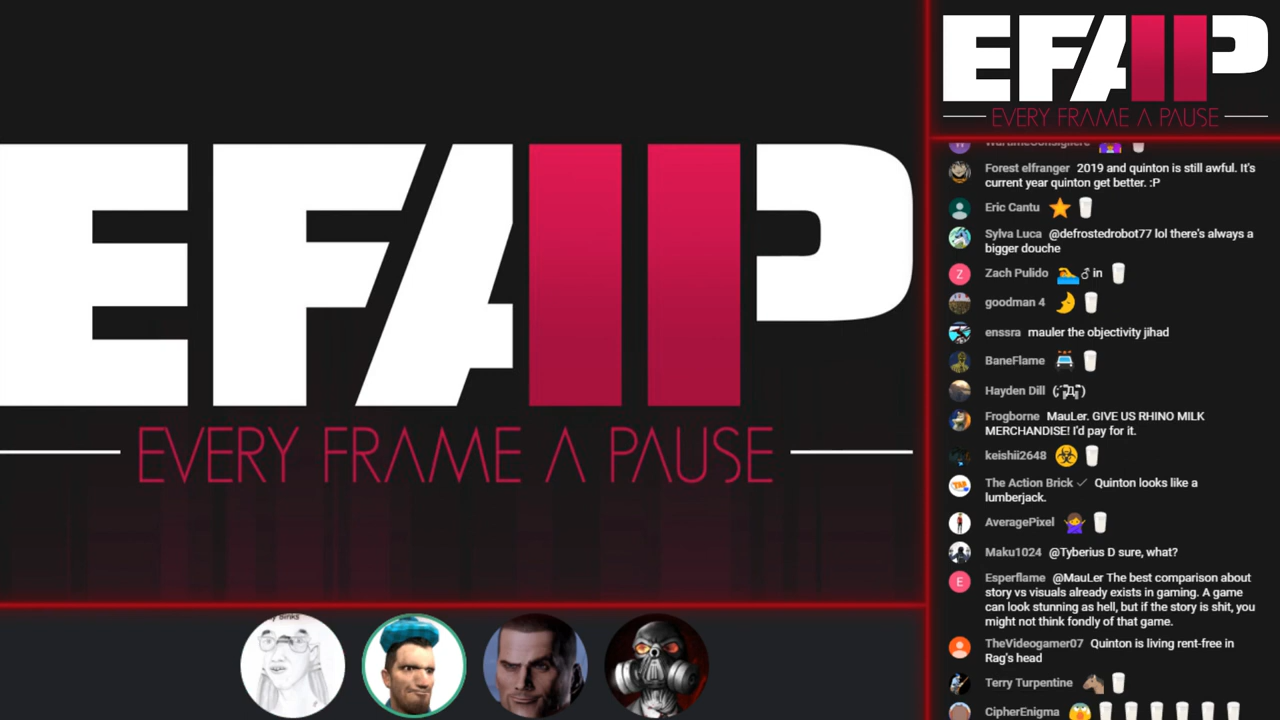 EFAP
EVERY FRAME A PAUSE
EFAP
EVERY FRAME A PAUSE
Forest elfranger 2019 and quinton is still awful. It's
current year quinton get better. :P
Eric Cantu ⭐🥛
Sylva Luca @defrostedrobot77 lol there's always a
bigger douche
Zach Pulido 🏊♂ in 🥛
goodman 4 🌛🥛
enssra mauler the objectivity jihad
BaneFlame 🚔🥛
Hayden Dill
Frogborne MauLer. GIVE US RHINO MILK
MERCHANDISE! I'd pay for it.
keishii2648 ☣🥛
The Action Brick ✓ Quinton looks like a
lumberjack.
AveragePixel 🤷🥛
Maku1024 @Tyberius D sure, what?
Esperflame @MauLer The best comparison about
story vs visuals already exists in gaming. A game
can look stunning as hell, but if the story is shit, you
might not think fondly of that game.
TheVideogamer07 Quinton is living rent-free in
Rag's head
Terry Turpentine 🐴🥛
CipherEnigma 😱🥛🥛🥛🥛🥛🥛